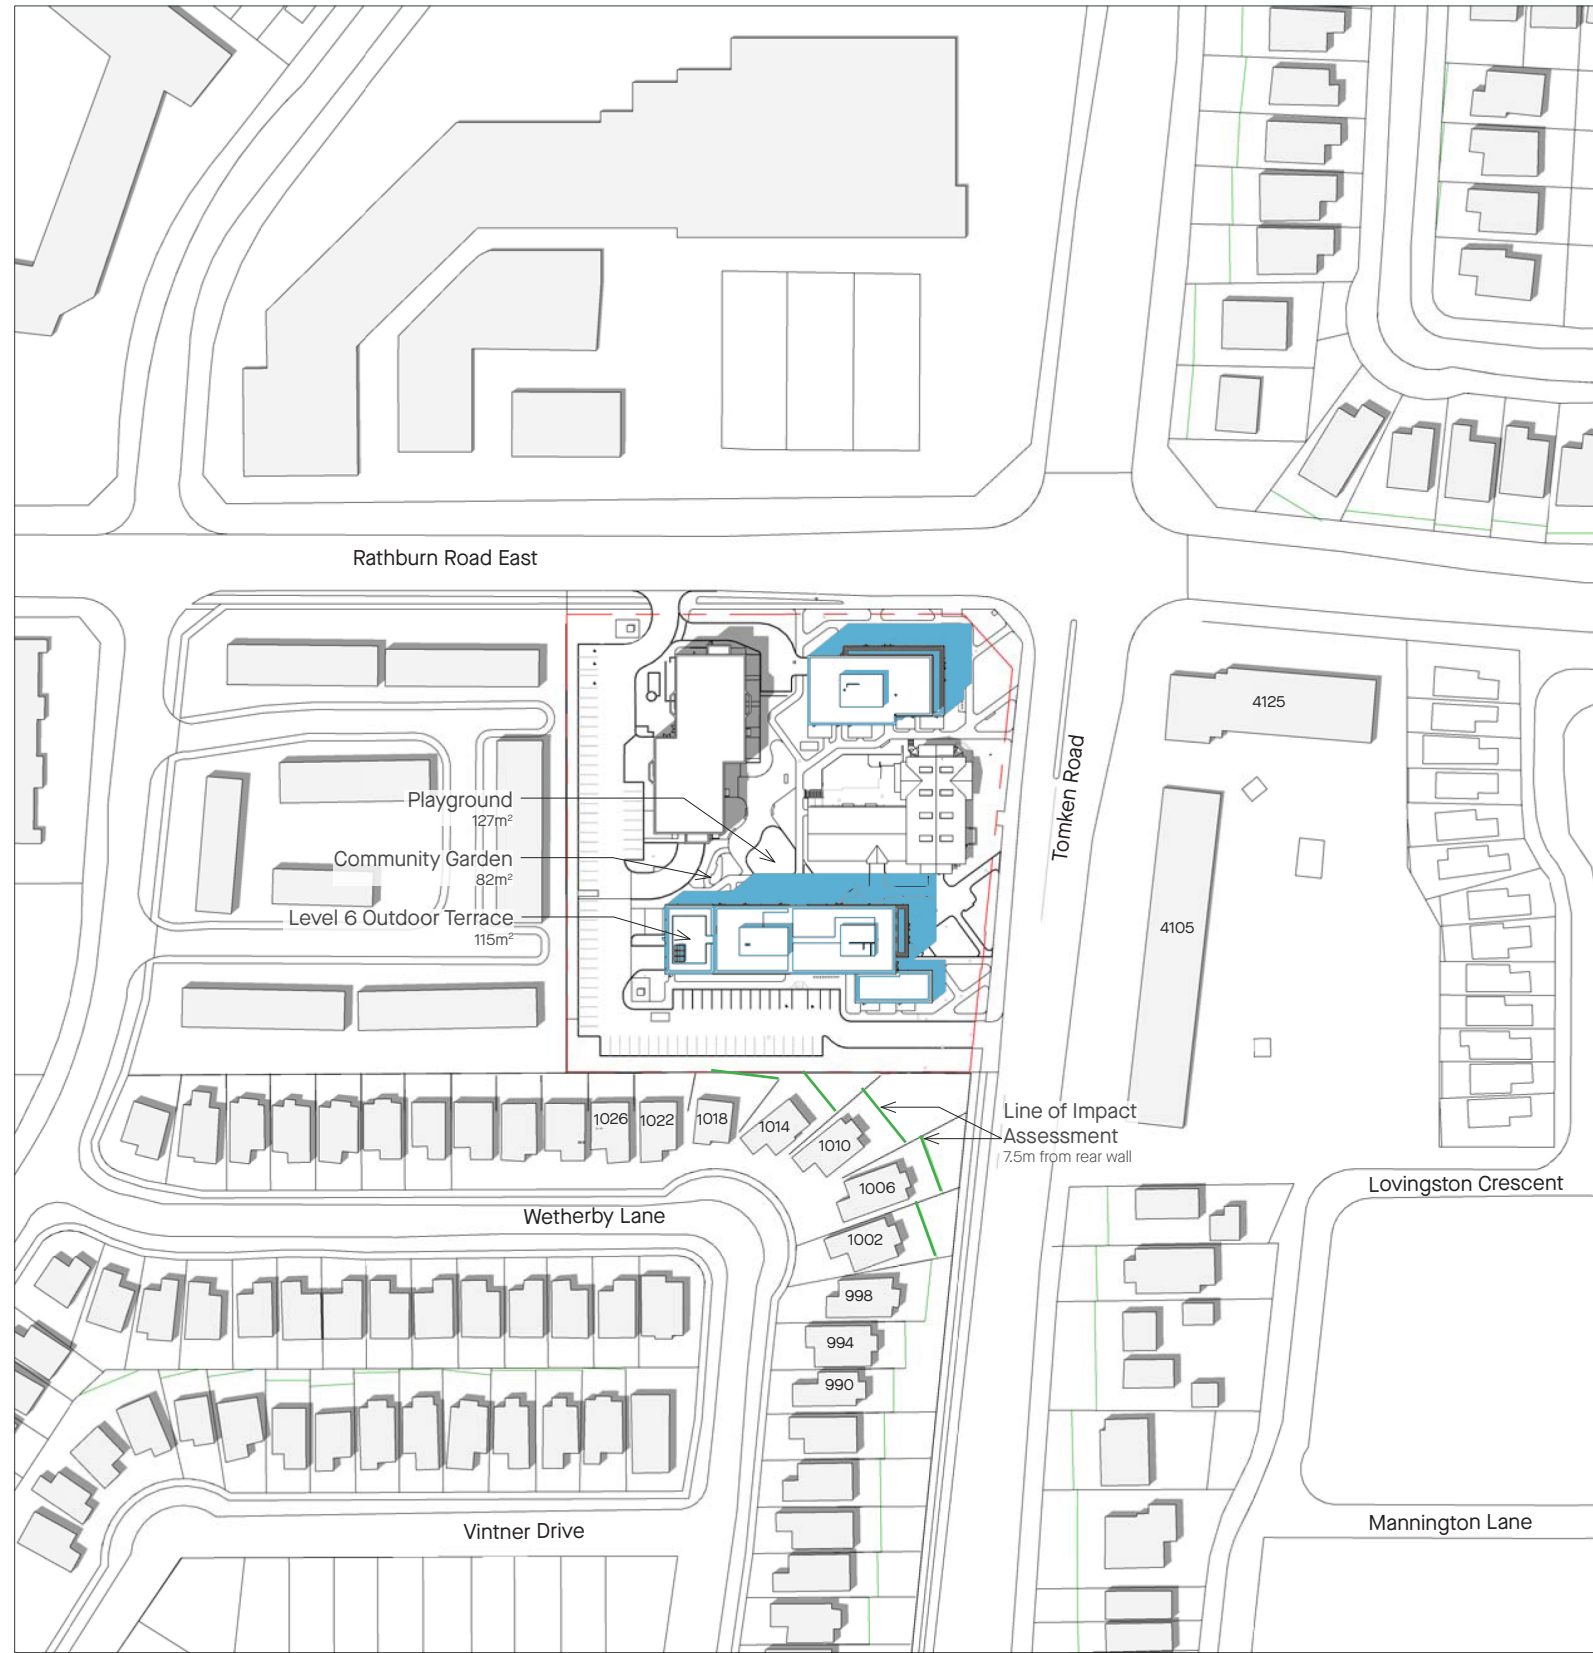 Rathburn Road East
4125
Tomken Road
Playground
127m²
Community Garden
82m²
Level 6 Outdoor Terrace
115m²
4105
Line of Impact
Assessment
7.5m from rear wall
1026
1022
1018
1014
1010
1006
1002
998
994
990
Lovingston Crescent
Wetherby Lane
Vintner Drive
Mannington Lane